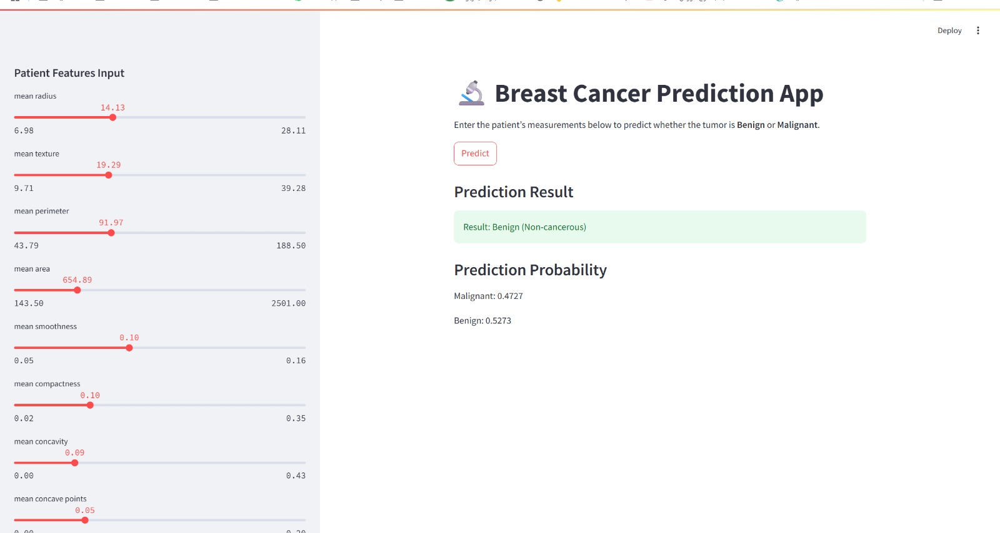 Deploy
Patient Features Input
mean radius
14.13
6.98 28.11
mean texture
19.29
9.71 39.28
mean perimeter
91.97
43.79 188.50
mean area
654.89
143.50 2501.00
mean smoothness
0.10
0.05 0.16
mean compactness
0.10
0.02 0.35
mean concavity
0.09
0.00 0.43
mean concave points
0.05
Breast Cancer Prediction App
Enter the patient’s measurements below to predict whether the tumor is Benign or Malignant.
Predict
Prediction Result
Result: Benign (Non-cancerous)
Prediction Probability
Malignant: 0.4727
Benign: 0.5273